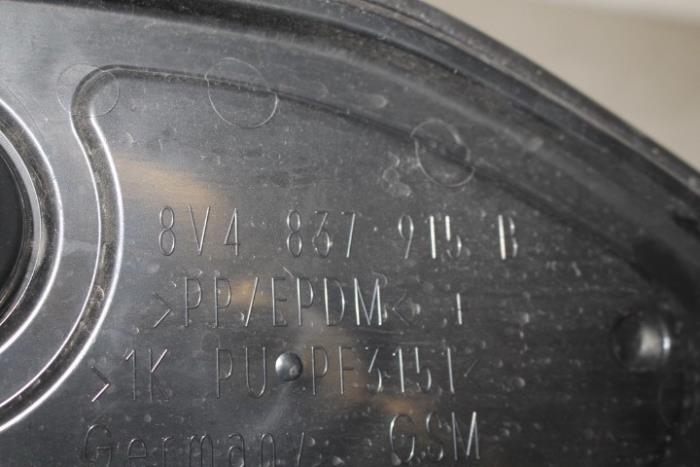 8V4 837 915 B
>PP/EPDM< +
>1K PU•PF3151<
Germany GSM